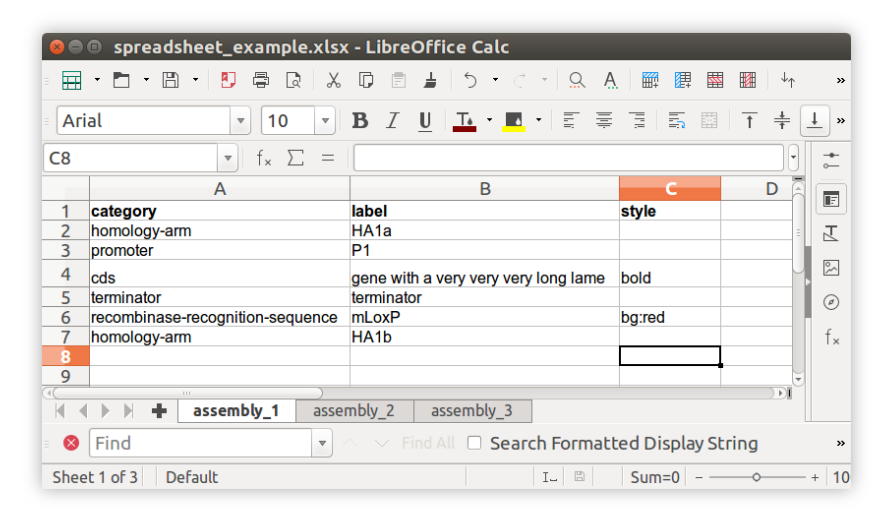 spreadsheet_example.xlsx - LibreOffice Calc
Arial 10 B I U
C8 fx Σ =
A B C D
1 category label style
2 homology-arm HA1a
3 promoter P1
4 cds gene with a very very very long lame bold
5 terminator terminator
6 recombinase-recognition-sequence mLoxP bg:red
7 homology-arm HA1b
8
9
assembly_1 assembly_2 assembly_3
Find Find All Search Formatted Display String
Sheet 1 of 3 Default Sum=0 - + 10